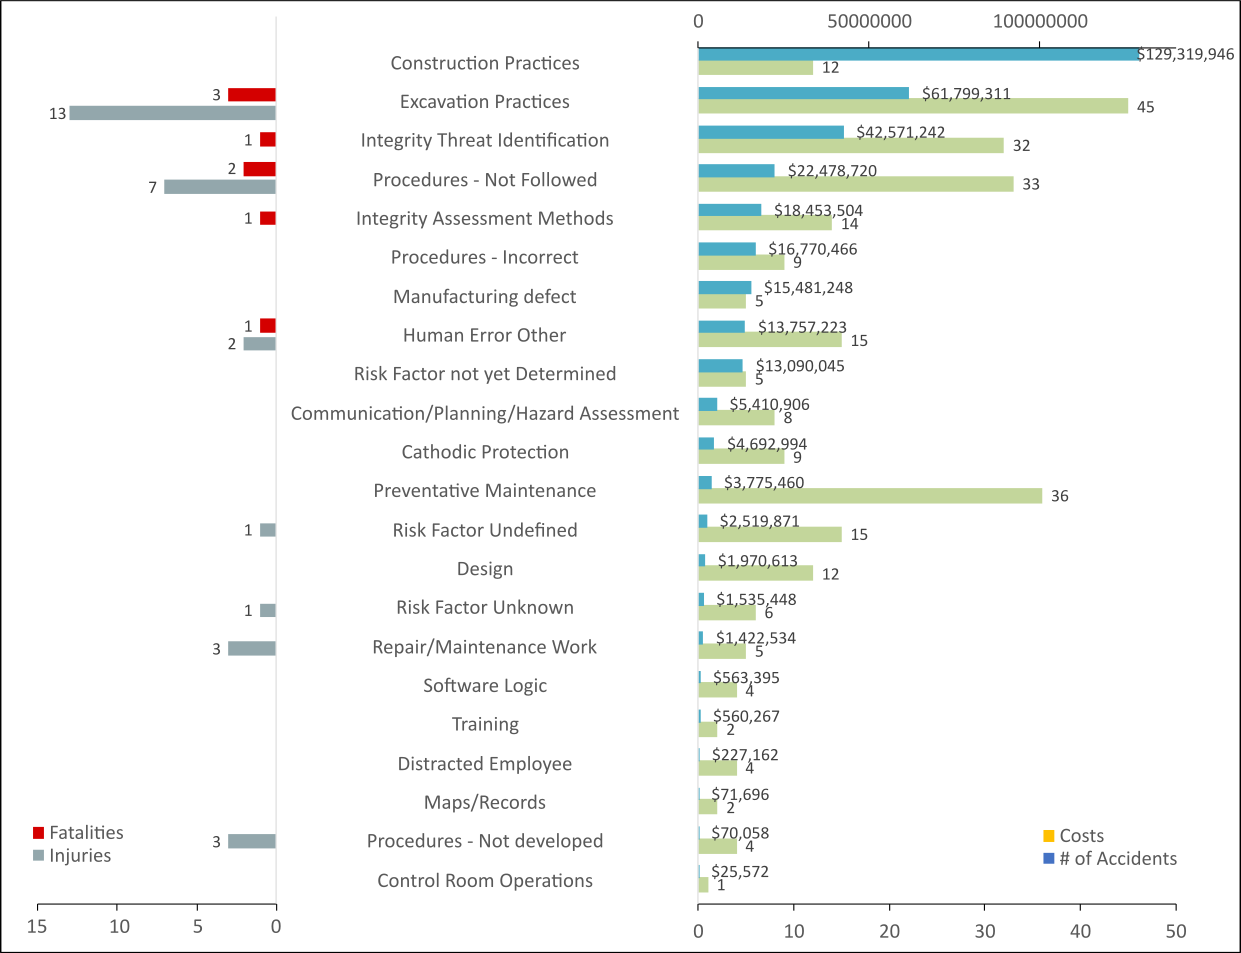 0 50000000 100000000
Construction Practices $129,319,946
12
3 Excavation Practices $61,799,311
13 45
1 Integrity Threat Identification $42,571,242
32
2 Procedures - Not Followed $22,478,720
7 33
1 Integrity Assessment Methods $18,453,504
14
Procedures - Incorrect $16,770,466
9
Manufacturing defect $15,481,248
5
1 Human Error Other $13,757,223
2 15
Risk Factor not yet Determined $13,090,045
5
Communication/Planning/Hazard Assessment $5,410,906
8
Cathodic Protection $4,692,994
9
Preventative Maintenance $3,775,460
36
1 Risk Factor Undefined $2,519,871
15
Design $1,970,613
12
1 Risk Factor Unknown $1,535,448
6
3 Repair/Maintenance Work $1,422,534
5
Software Logic $563,395
4
Training $560,267
2
Distracted Employee $227,162
4
Maps/Records $71,696
2
3 Procedures - Not developed $70,058
4
Control Room Operations $25,572
1
Fatalities
Injuries
Costs
# of Accidents
15 10 5 0
0 10 20 30 40 50